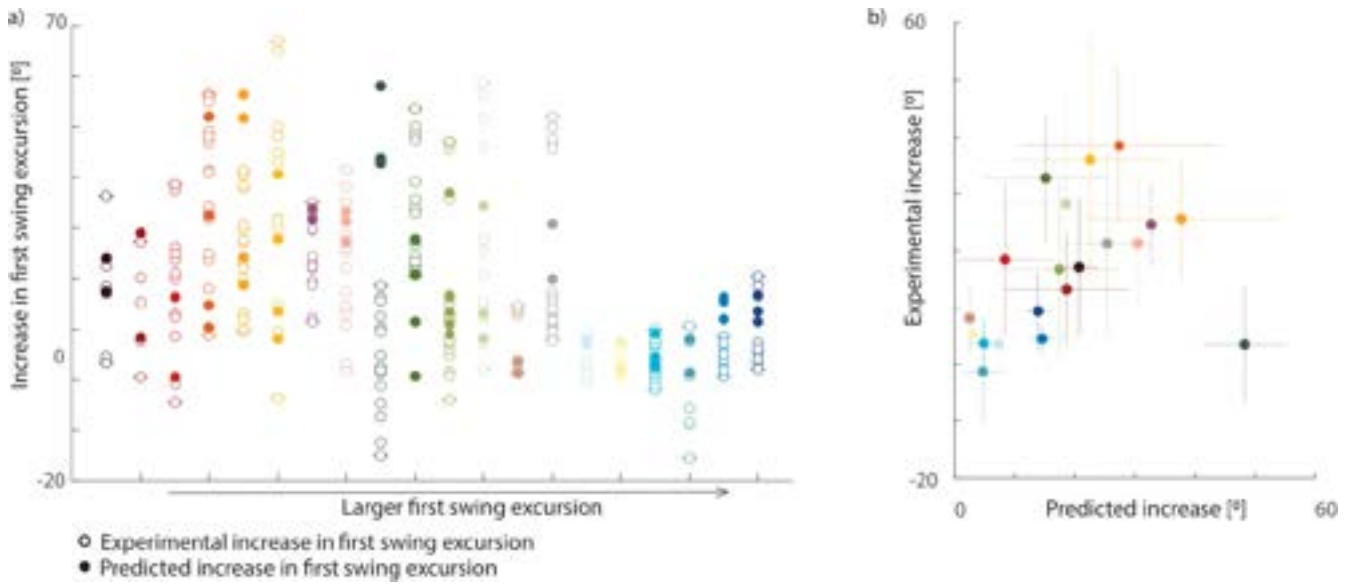 a)
70
Increase in first swing excursion [º]
0
-20
Larger first swing excursion
Experimental increase in first swing excursion
Predicted increase in first swing excursion
b)
60
Experimental increase [º]
-20
0
Predicted increase [º]
60